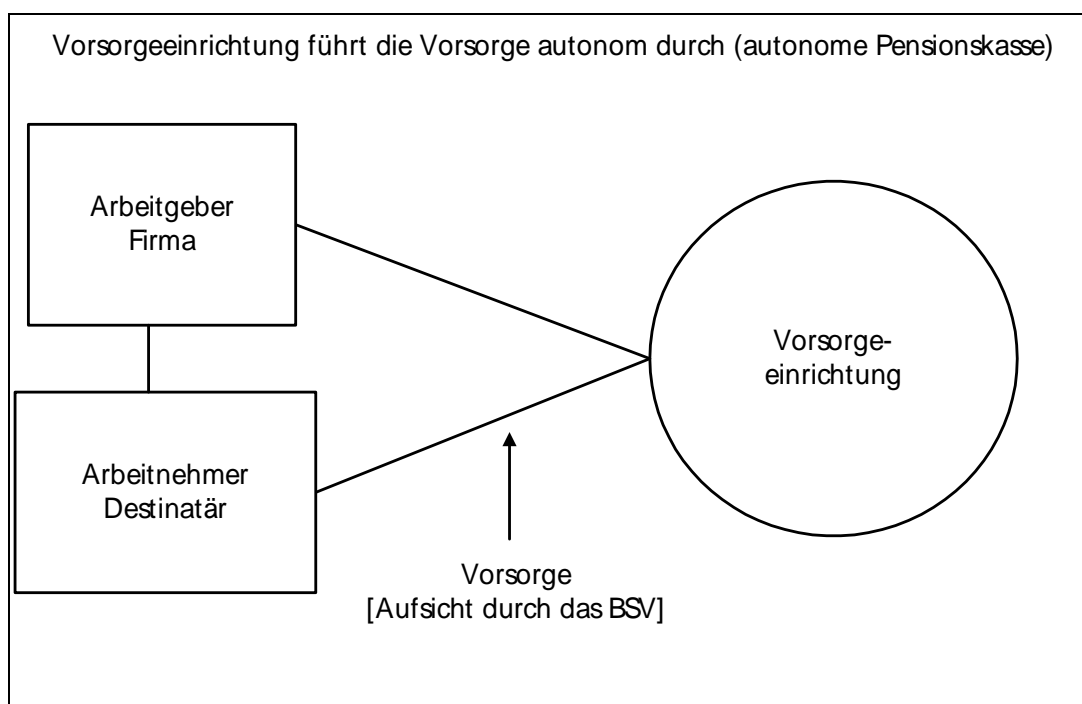 Vorsorgeeinrichtung führt die Vorsorge autonom durch (autonome Pensionskasse)
Arbeitgeber
Firma
Vorsorge-
einrichtung
Arbeitnehmer
Destinatär
Vorsorge
[Aufsicht durch das BSV]